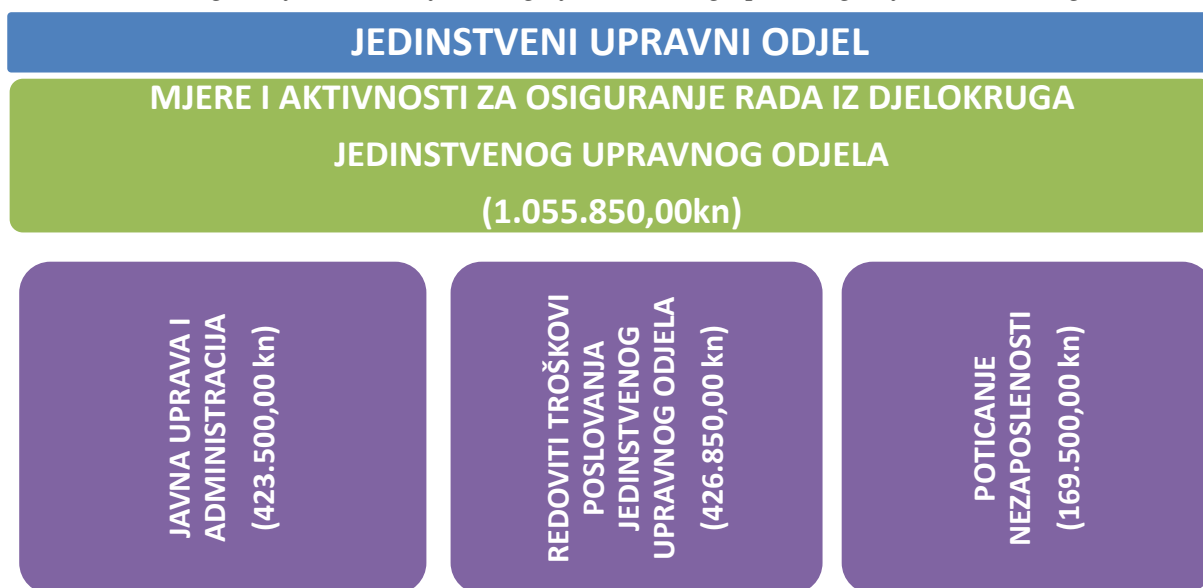 JEDINSTVENI UPRAVNI ODJEL
MJERE I AKTIVNOSTI ZA OSIGURANJE RADA IZ DJELOKRUGA
JEDINSTVENOG UPRAVNOG ODJELA
(1.055.850,00kn)
JAVNA UPRAVA I
ADMINISTRACIJA
(423.500,00 kn)
REDOVITI TROŠKOVI
POSLOVANJA
JEDINSTVENOG
UPRAVNOG ODJELA
(426.850,00 kn)
POTICANJE
NEZAPOSLENOSTI
(169.500,00 kn)